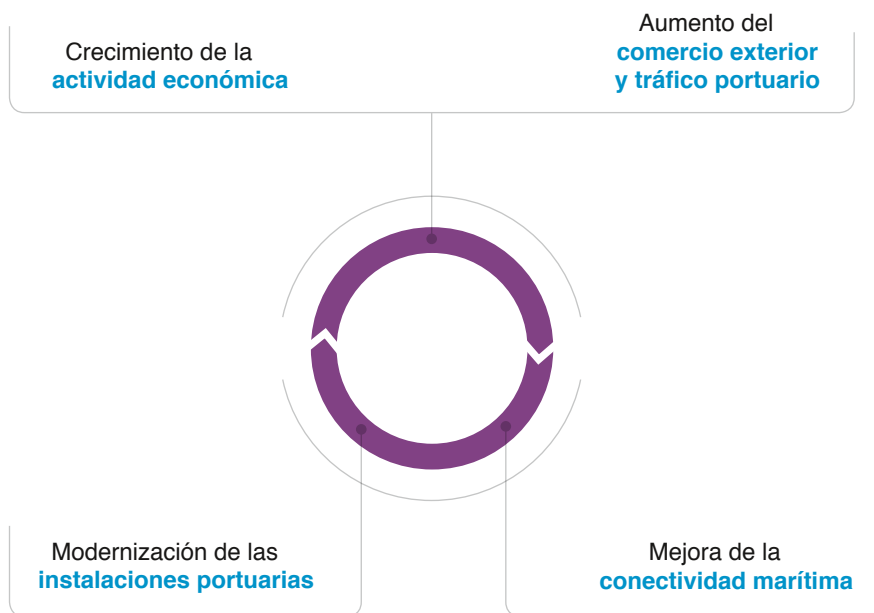 Crecimiento de la
actividad económica
Aumento del
comercio exterior
y tráfico portuario
Modernización de las
instalaciones portuarias
Mejora de la
conectividad marítima